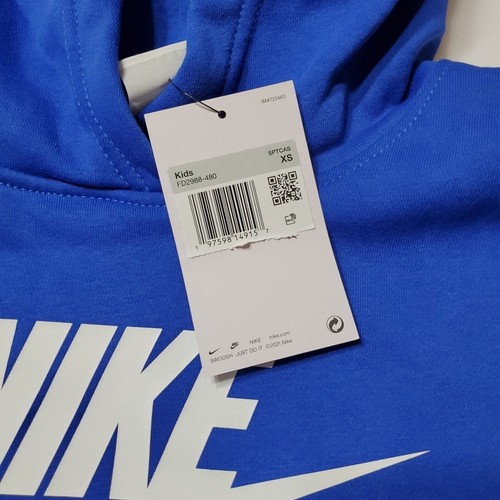 Kids
FD2988-480
SPTCAS
XS
1 97598 14915 7
NIKE
nike.com
SWOOSH JUST DO IT ©2021 Nike
NIKE